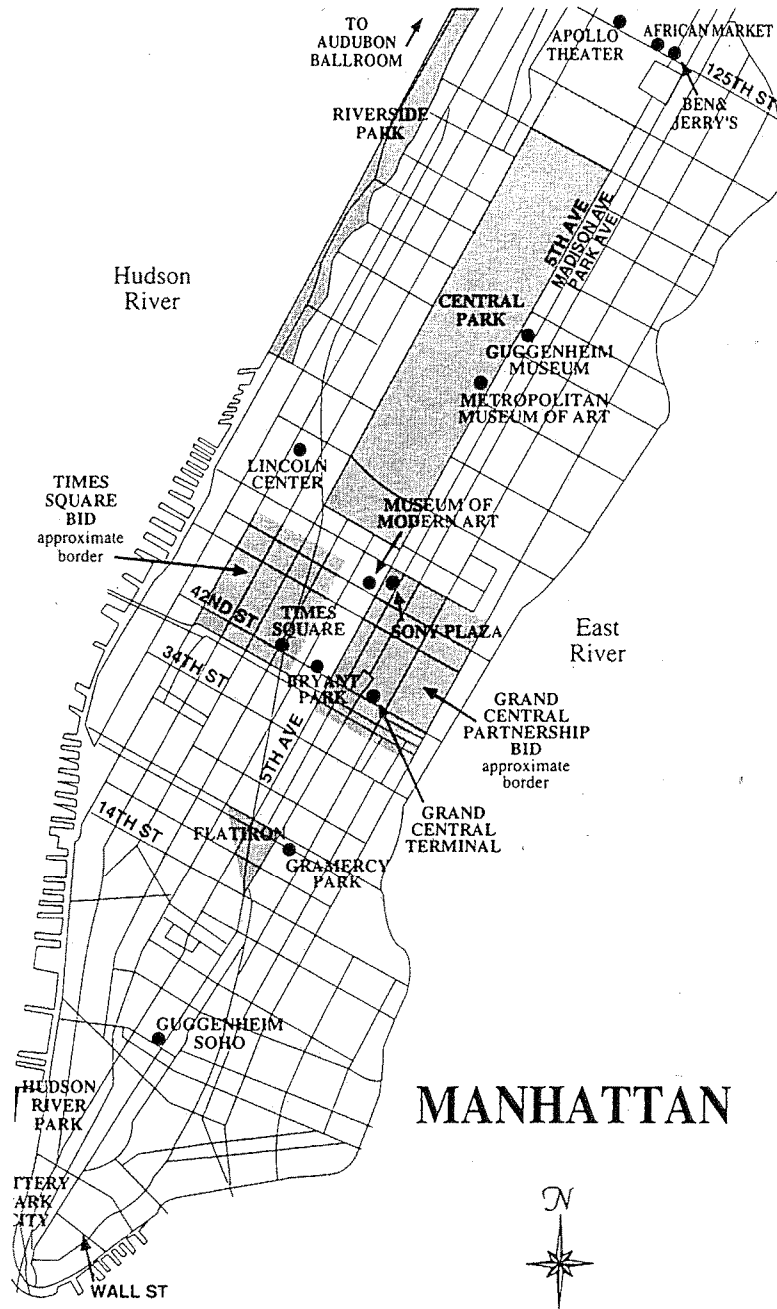 TO
AUDUBON
BALLROOM
APOLLO
THEATER
AFRICAN MARKET
125TH ST
BEN&
JERRY'S
RIVERSIDE
PARK
Hudson
River
5TH AVE
MADISON AVE
PARK AVE
CENTRAL
PARK
GUGGENHEIM
MUSEUM
METROPOLITAN
MUSEUM OF ART
LINCOLN
CENTER
TIMES
SQUARE
BID
approximate
border
MUSEUM OF
MODERN ART
42ND ST
TIMES
SQUARE
SONY PLAZA
East
River
34TH ST
BRYANT
PARK
GRAND
CENTRAL
PARTNERSHIP
BID
approximate
border
5TH AVE
14TH ST
FLATIRON
GRAND
CENTRAL
TERMINAL
GRAMERCY
PARK
GUGGENHEIM
SOHO
HUDSON
RIVER
PARK
MANHATTAN
TTERY
ARK
CITY
N
WALL ST